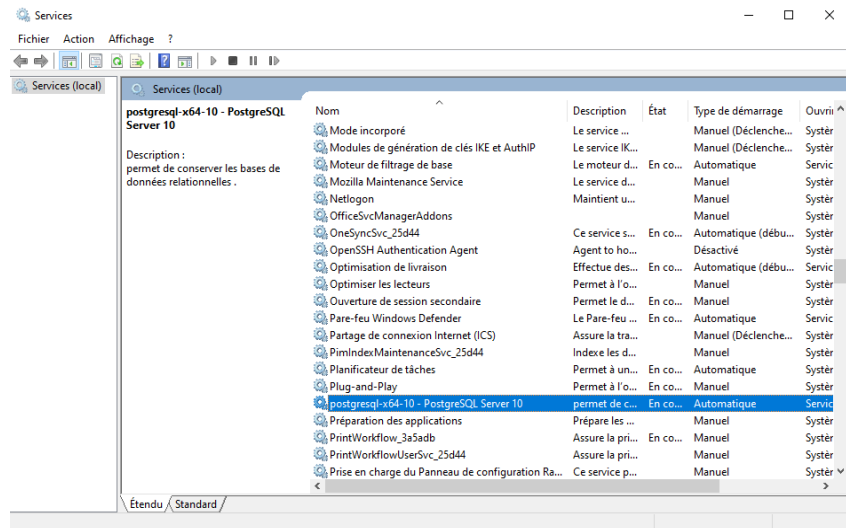 Services
Fichier Action Affichage ?
Services (local)
Services (local)
postgresql-x64-10 - PostgreSQL
Server 10
Description :
permet de conserver les bases de
données relationnelles .
Nom Description État Type de démarrage Ouvrir
Mode incorporé Le service ... Manuel (Déclenche... Systèr
Modules de génération de clés IKE et AuthIP Le service IK... Manuel (Déclenche... Systèr
Moteur de filtrage de base Le moteur d... En co... Automatique Servic
Mozilla Maintenance Service Le service d... Manuel Systèr
Netlogon Maintient u... Manuel Systèr
OfficeSvcManagerAddons Manuel Systèr
OneSyncSvc_25d44 Ce service s... En co... Automatique (débu... Systèr
OpenSSH Authentication Agent Agent to ho... Désactivé Systèr
Optimisation de livraison Effectue des... En co... Automatique (débu... Servic
Optimiser les lecteurs Permet à l'o... Manuel Systèr
Ouverture de session secondaire Permet le d... En co... Manuel Systèr
Pare-feu Windows Defender Le Pare-feu ... En co... Automatique Servic
Partage de connexion Internet (ICS) Assure la tra... Manuel (Déclenche... Systèr
PimIndexMaintenanceSvc_25d44 Indexe les d... Manuel Systèr
Planificateur de tâches Permet à un... En co... Automatique Systèr
Plug-and-Play Permet à l'o... En co... Manuel Systèr
postgresql-x64-10 - PostgreSQL Server 10 permet de c... En co... Automatique Servic
Préparation des applications Prépare les ... Manuel Systèr
PrintWorkflow_3a5adb Assure la pri... En co... Manuel Systèr
PrintWorkflowUserSvc_25d44 Assure la pri... Manuel Systèr
Prise en charge du Panneau de configuration Ra... Ce service p... Manuel Systèr
Étendu Standard